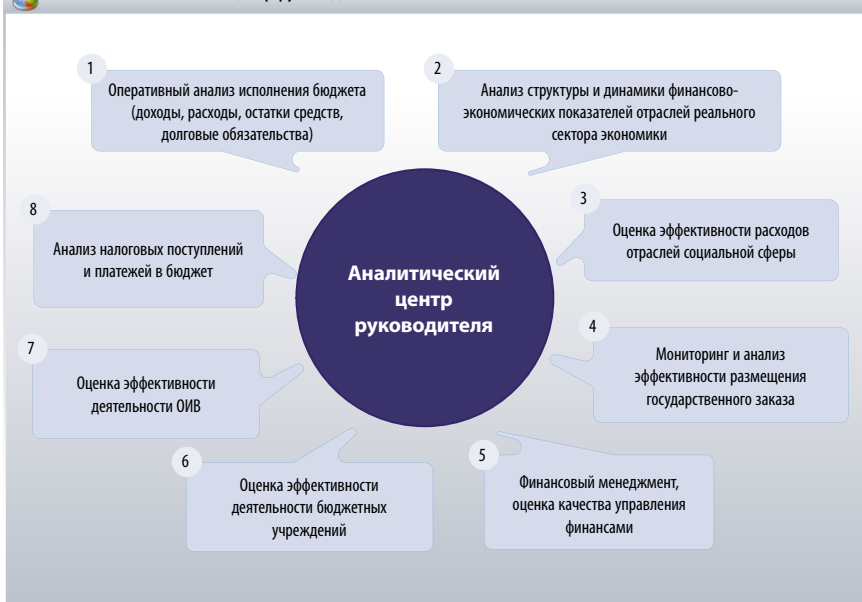 1
Оперативный анализ исполнения бюджета
(доходы, расходы, остатки средств,
долговые обязательства)
2
Анализ структуры и динамики финансово-
экономических показателей отраслей реального
сектора экономики
3
Оценка эффективности расходов
отраслей социальной сферы
4
Мониторинг и анализ
эффективности размещения
государственного заказа
5
Финансовый менеджмент,
оценка качества управления
финансами
6
Оценка эффективности
деятельности бюджетных
учреждений
7
Оценка эффективности
деятельности ОИВ
8
Анализ налоговых поступлений
и платежей в бюджет
Аналитический
центр
руководителя